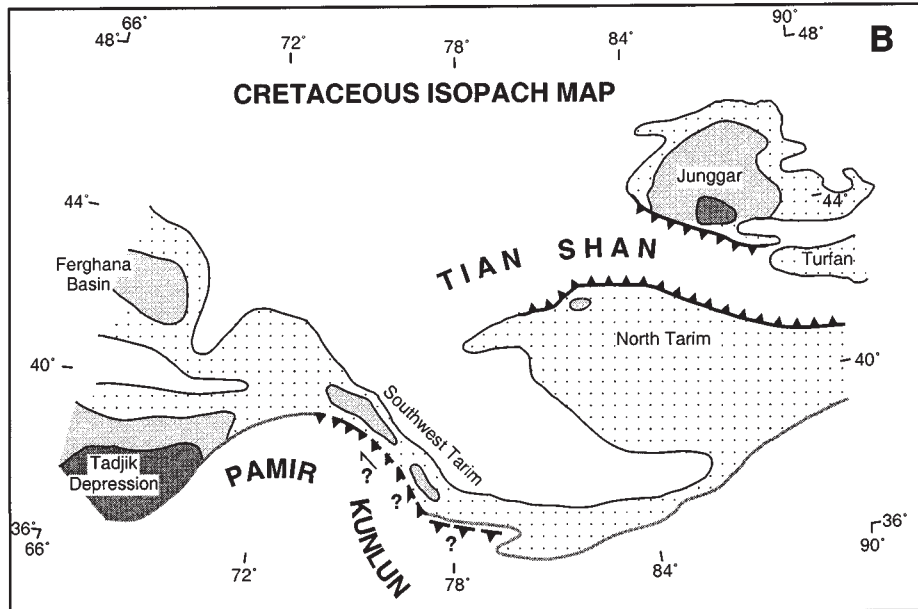 66°
48°
72°
78°
84°
90°
48°
B
CRETACEOUS ISOPACH MAP
Junggar
44°
44°
TIAN SHAN
Turfan
Ferghana
Basin
North Tarim
40°
40°
Southwest Tarim
Tadjik
Depression
PAMIR
?
?
KUNLUN
?
36°
66°
72°
78°
84°
36°
90°